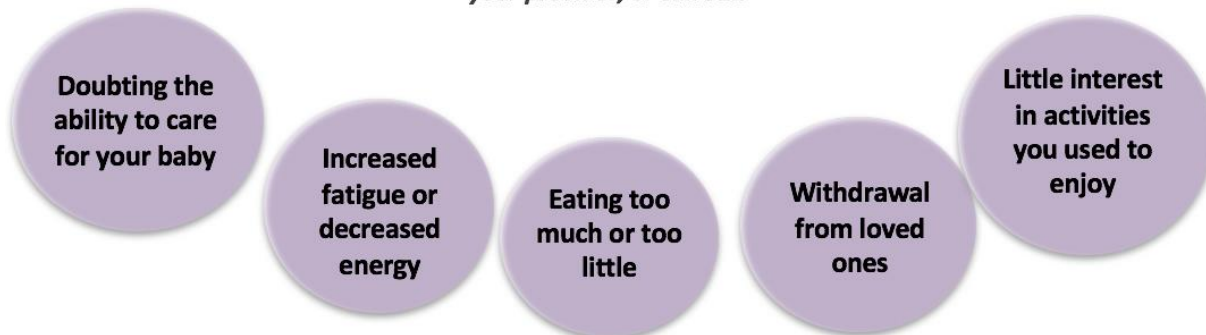 Doubting the
ability to care
for your baby
Increased
fatigue or
decreased
energy
Eating too
much or too
little
Withdrawal
from loved
ones
Little interest
in activities
you used to
enjoy